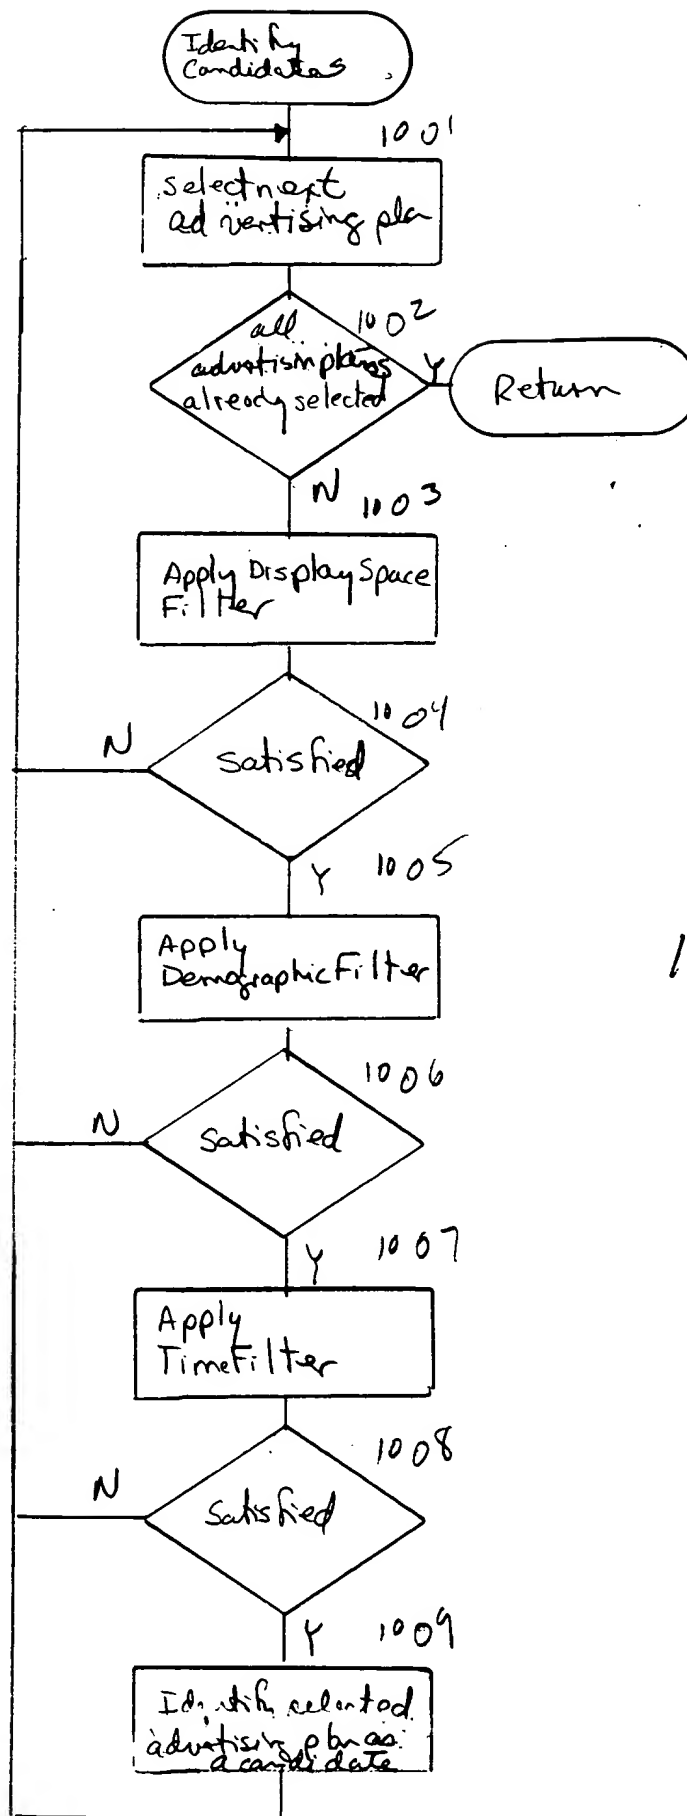 Identify
Candidates
1001
Select next
advertising plan
1002
all
advertisin plans
already selected
Y
Return
N
1003
Apply Display Space
Filter
1004
N
Satisfied
Y
1005
Apply
Demographic Filter
1006
N
Satisfied
Y
1007
Apply
Time Filter
1008
N
Satisfied
Y
1009
Identify selected
advertising plan as
a candidate